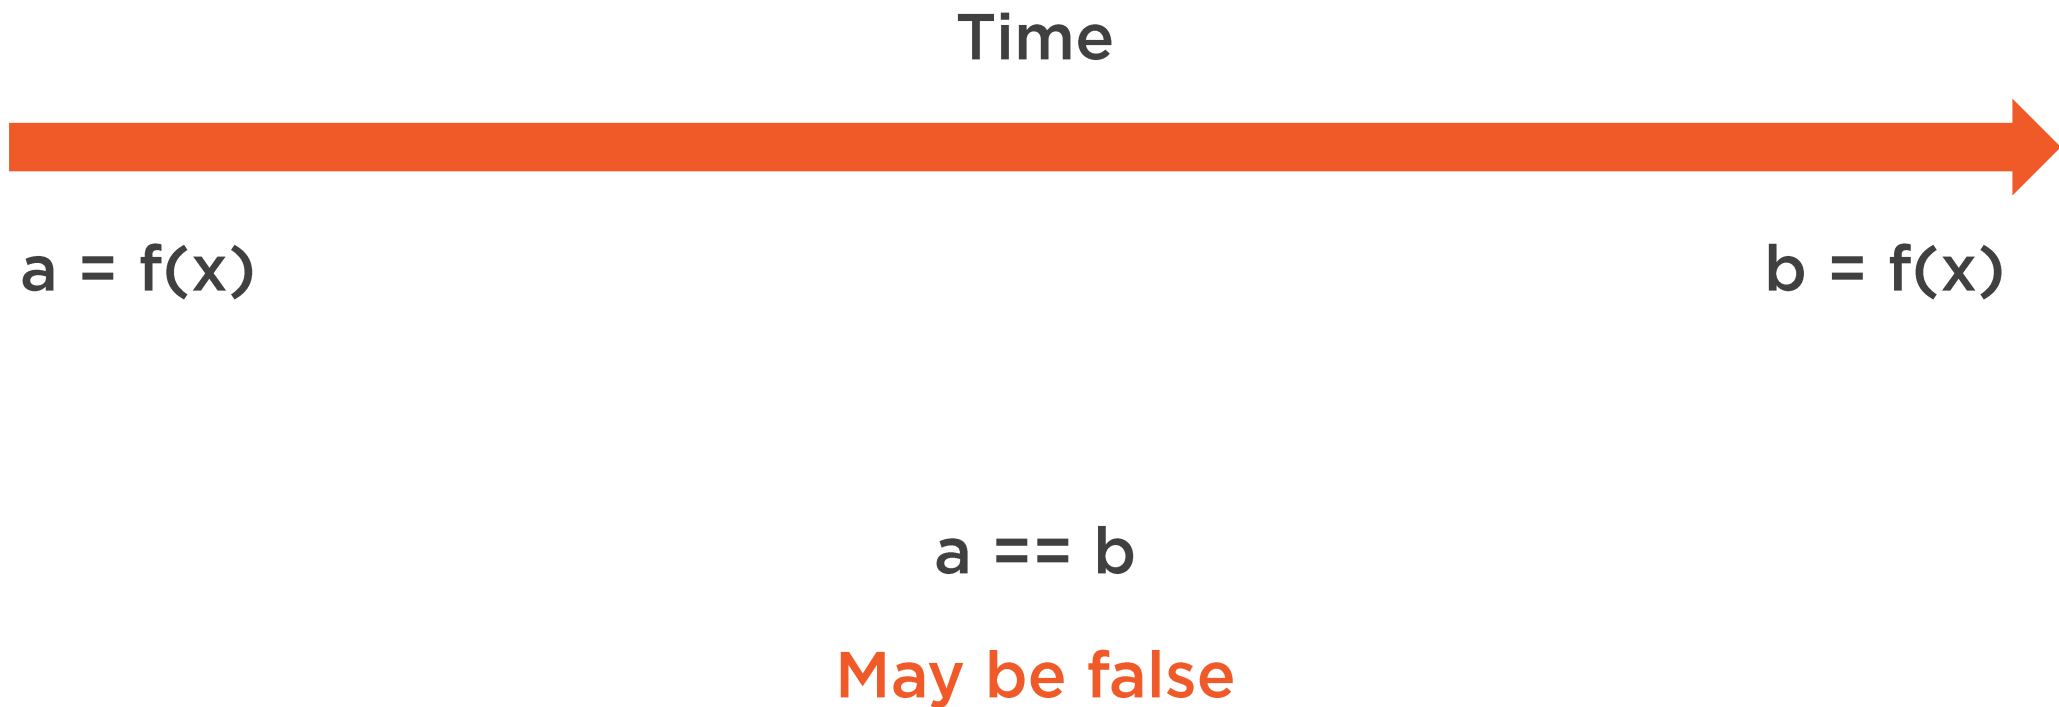 Time
a = f(x)
b = f(x)
a == b
May be false